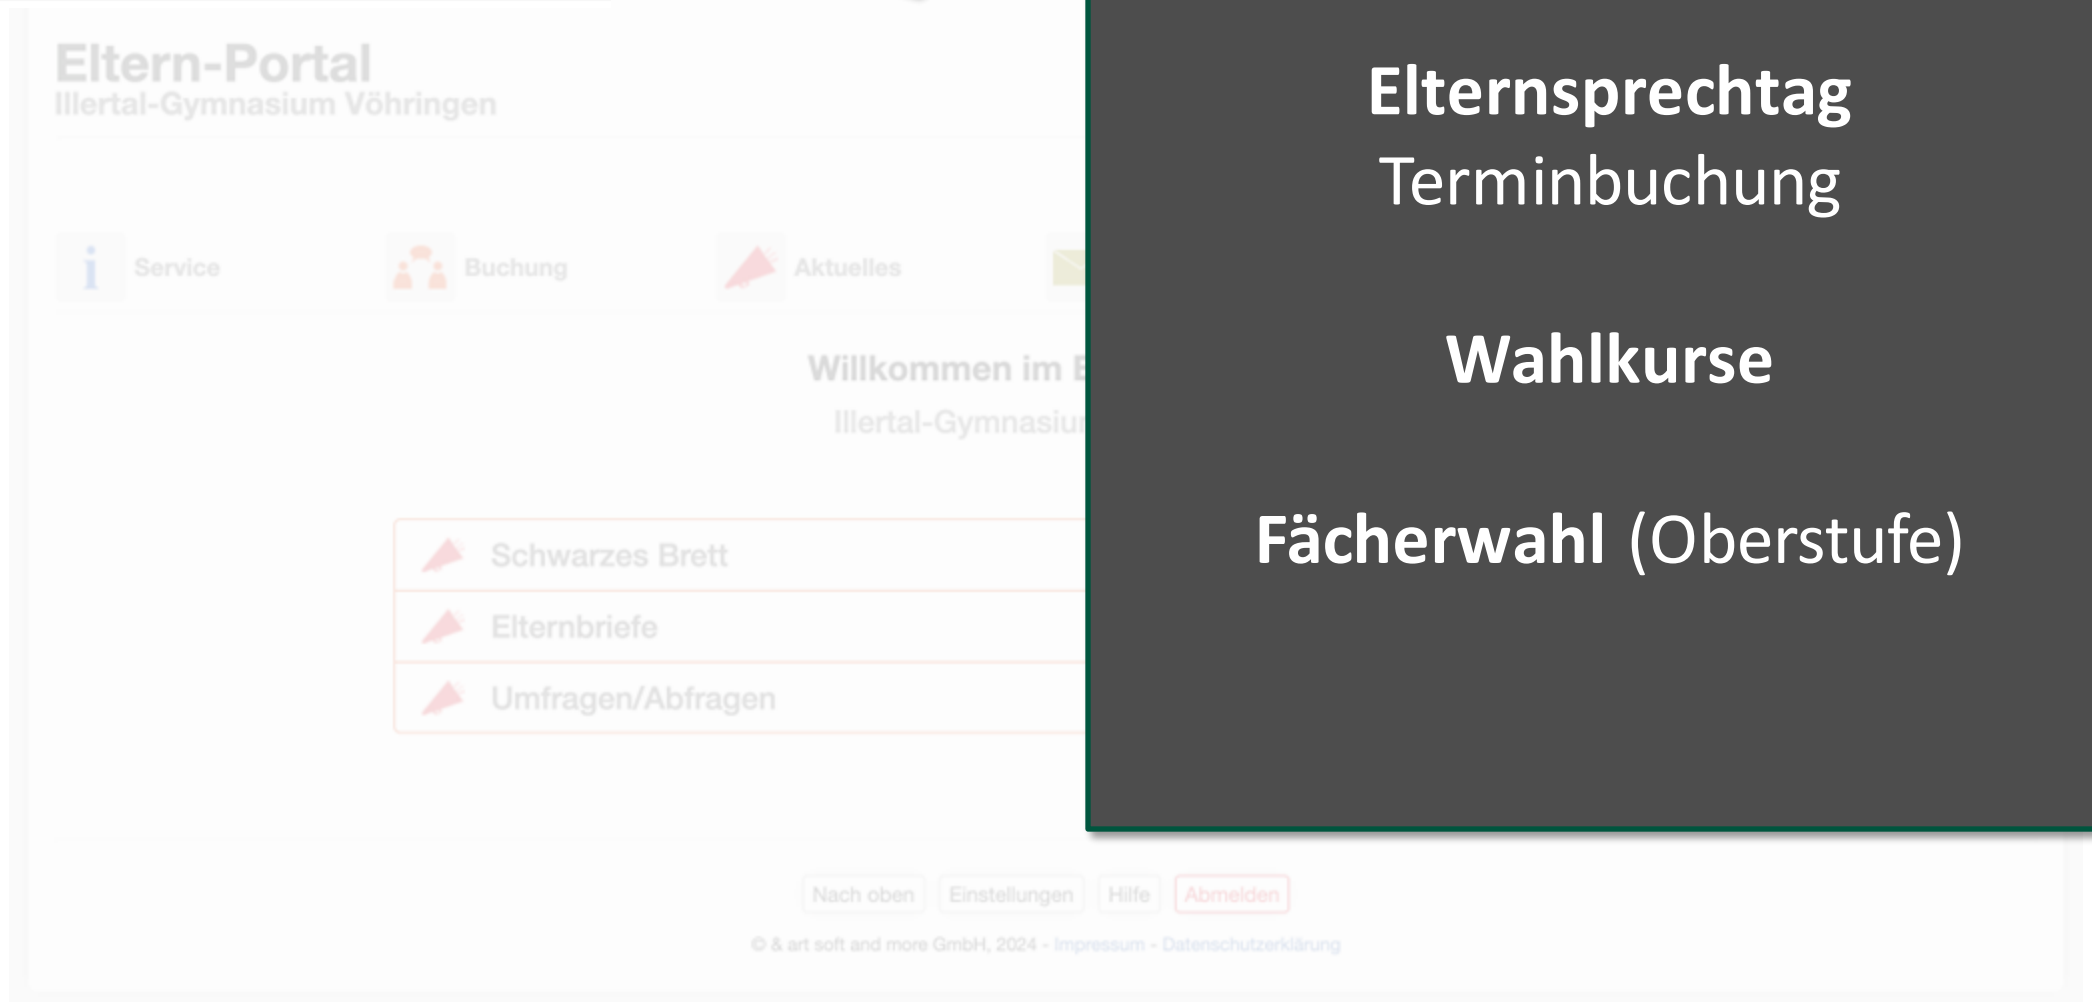 Eltern-Portal
Illertal-Gymnasium Vöhringen
Service
Buchung
Aktuelles
Willkommen im E
Illertal-Gymnasiu
Schwarzes Brett
Elternbriefe
Umfragen/Abfragen
Elternsprechtag
Terminbuchung
Wahlkurse
Fächerwahl (Oberstufe)
Nach oben Einstellungen Hilfe Abmelden
© & art soft and more GmbH, 2024 - Impressum - Datenschutzerklärung